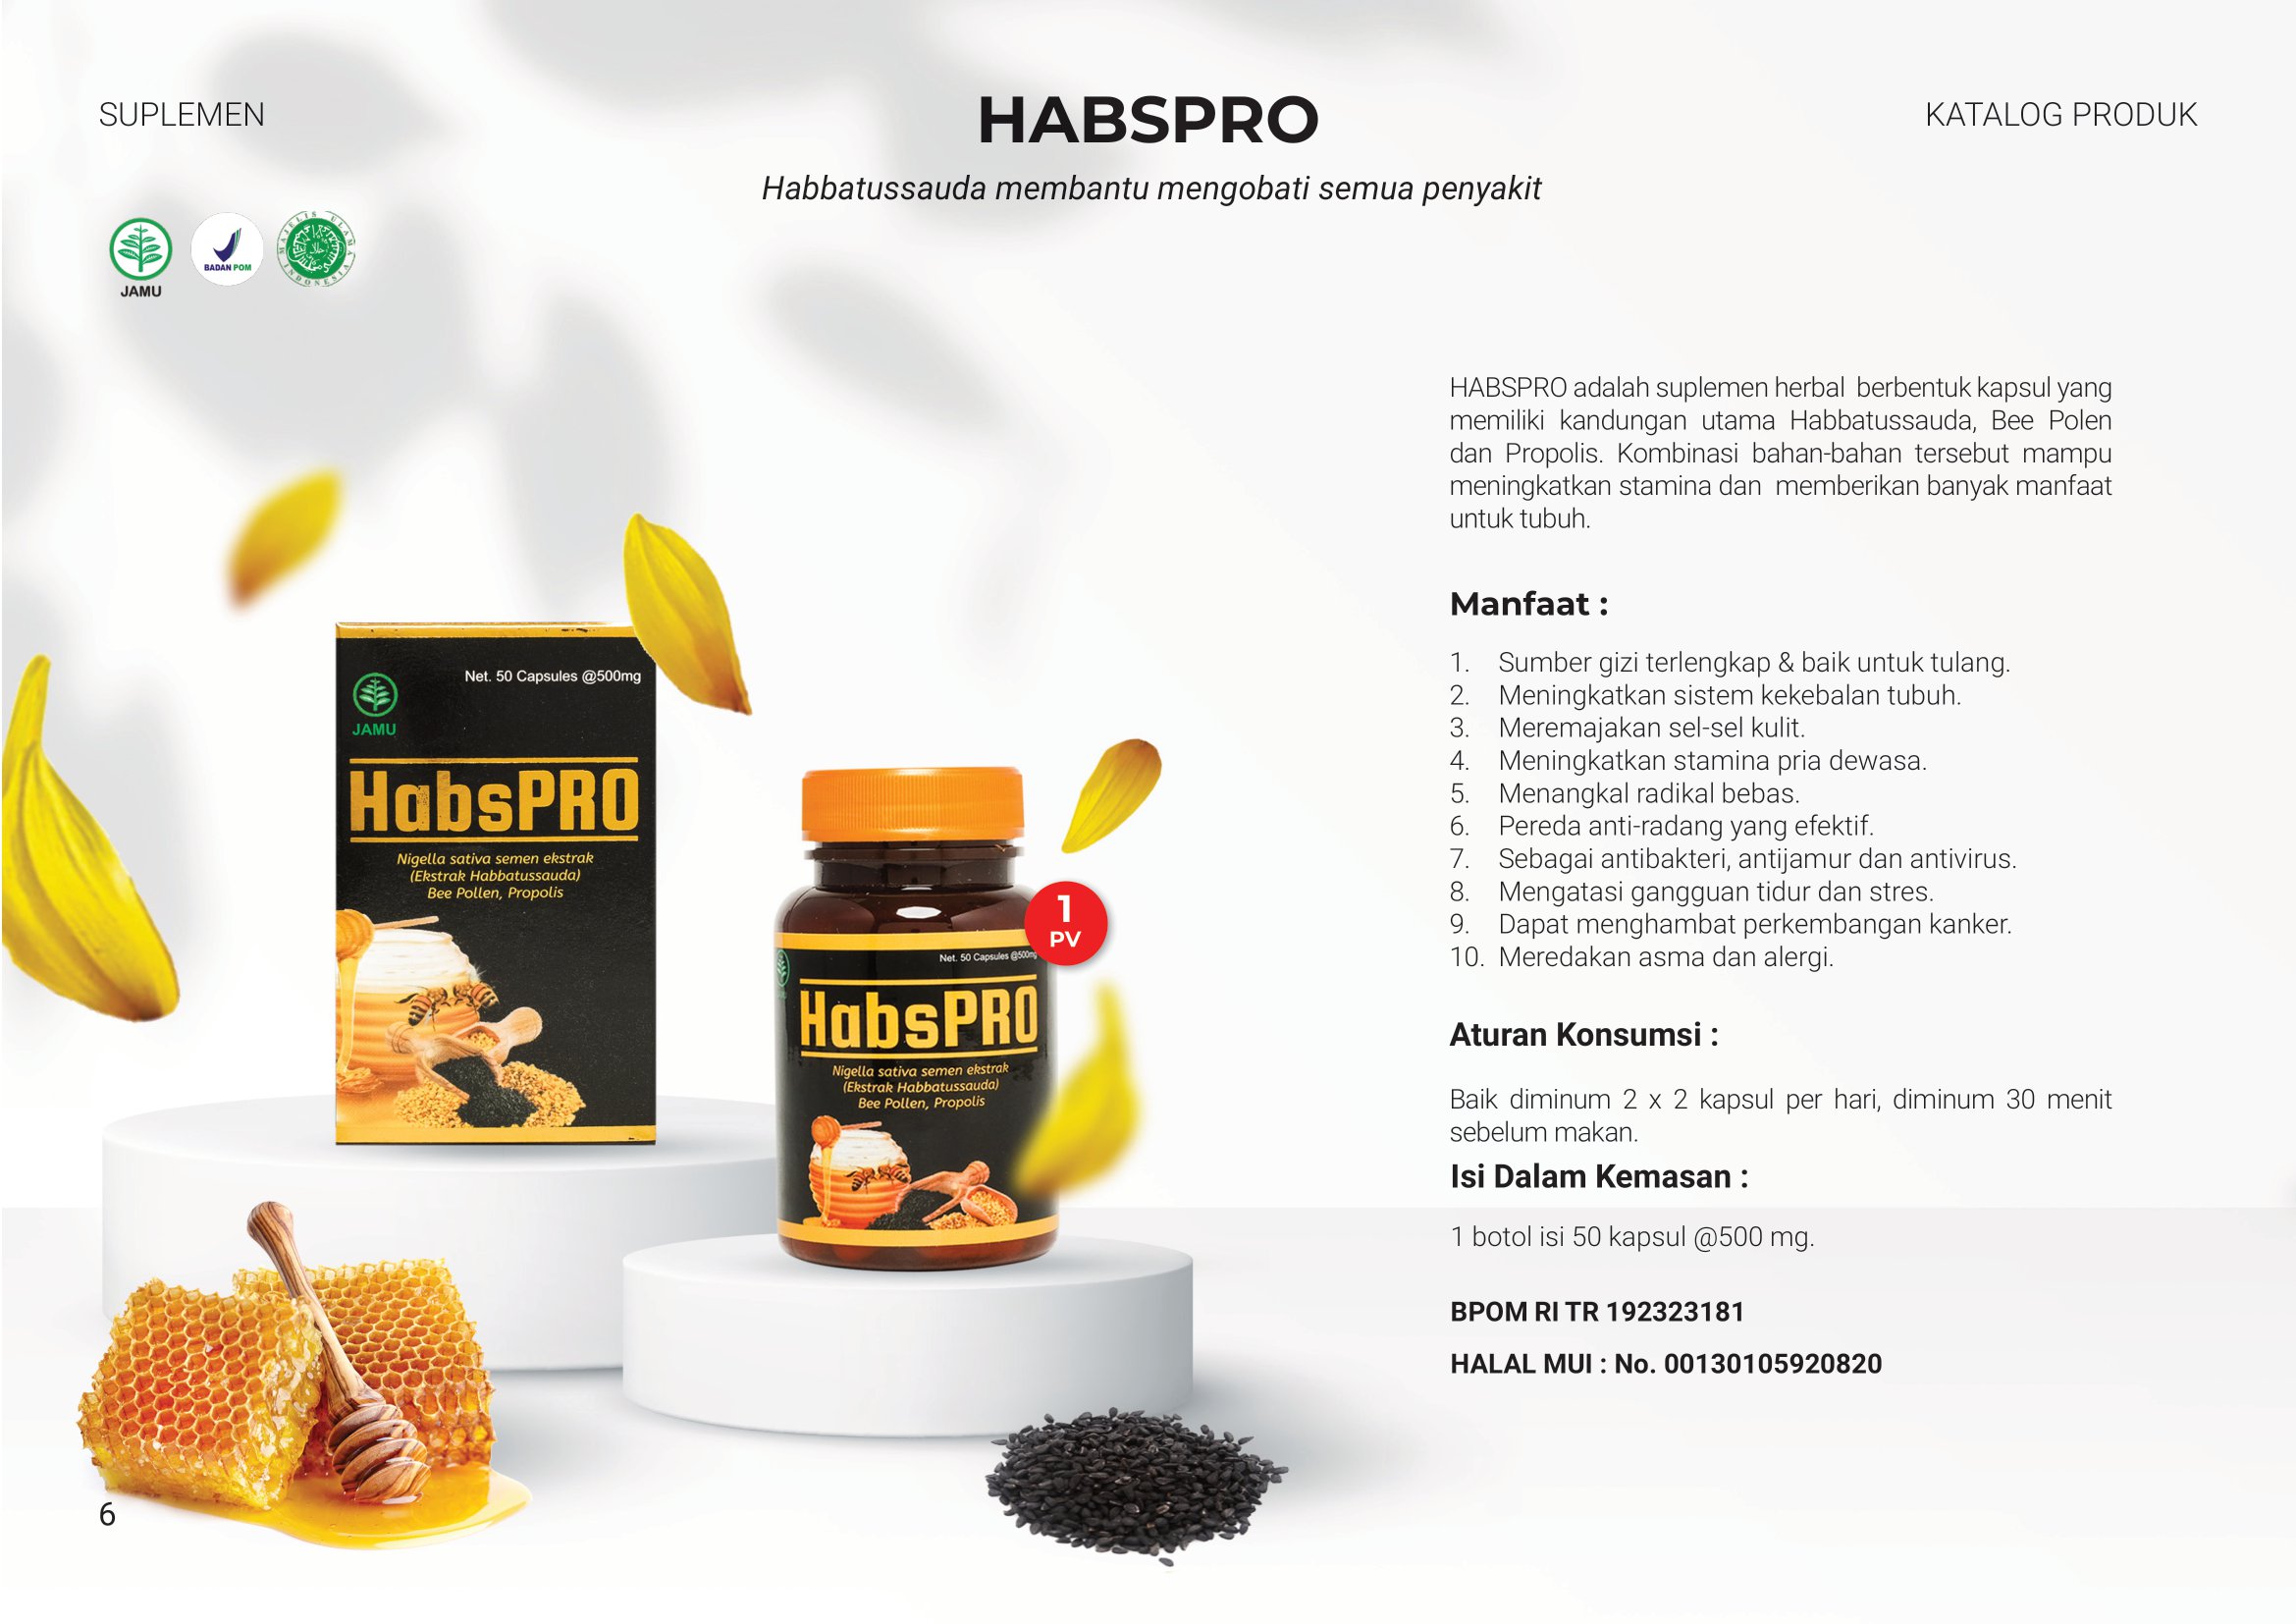 SUPLEMEN
HABSPRO
KATALOG PRODUK
Habbatussauda membantu mengobati semua penyakit
JAMU
BADAN POM
MAJELIS ULAMA INDONESIA
HABSPRO adalah suplemen herbal berbentuk kapsul yang
memiliki kandungan utama Habbatussauda, Bee Polen
dan Propolis. Kombinasi bahan-bahan tersebut mampu
meningkatkan stamina dan memberikan banyak manfaat
untuk tubuh.
Manfaat :
1. Sumber gizi terlengkap & baik untuk tulang.
2. Meningkatkan sistem kekebalan tubuh.
3. Meremajakan sel-sel kulit.
4. Meningkatkan stamina pria dewasa.
5. Menangkal radikal bebas.
6. Pereda anti-radang yang efektif.
7. Sebagai antibakteri, antijamur dan antivirus.
8. Mengatasi gangguan tidur dan stres.
9. Dapat menghambat perkembangan kanker.
10. Meredakan asma dan alergi.
Aturan Konsumsi :
Baik diminum 2 x 2 kapsul per hari, diminum 30 menit
sebelum makan.
Isi Dalam Kemasan :
1 botol isi 50 kapsul @500 mg.
BPOM RI TR 192323181
HALAL MUI : No. 00130105920820
Net. 50 Capsules @500mg
JAMU
HabsPRO
Nigella sativa semen ekstrak
(Ekstrak Habbatussauda)
Bee Pollen, Propolis
1
PV
Net. 50 Capsules @500mg
HabsPRO
Nigella sativa semen ekstrak
(Ekstrak Habbatussauda)
Bee Pollen, Propolis
6